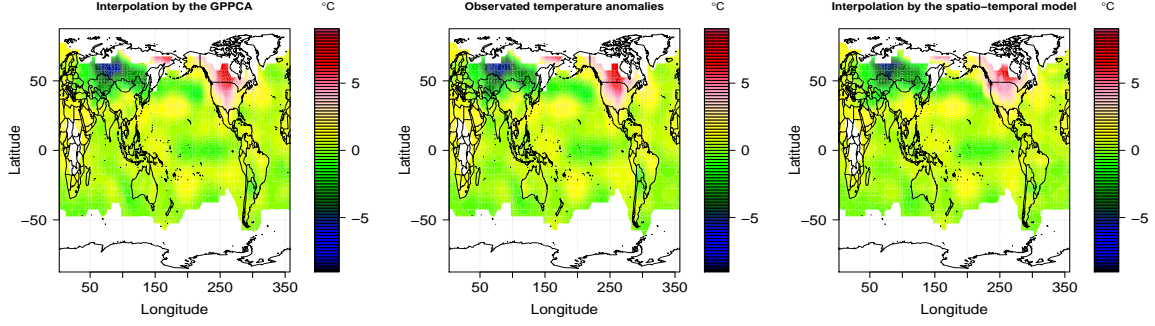 Interpolation by the GPPCA
°C
50
0
−50
Latitude
50
150
250
350
Longitude
5
0
−5
Observated temperature anomalies
°C
50
0
−50
Latitude
50
150
250
350
Longitude
5
0
−5
Interpolation by the spatio−temporal model
°C
50
0
−50
Latitude
50
150
250
350
Longitude
5
0
−5